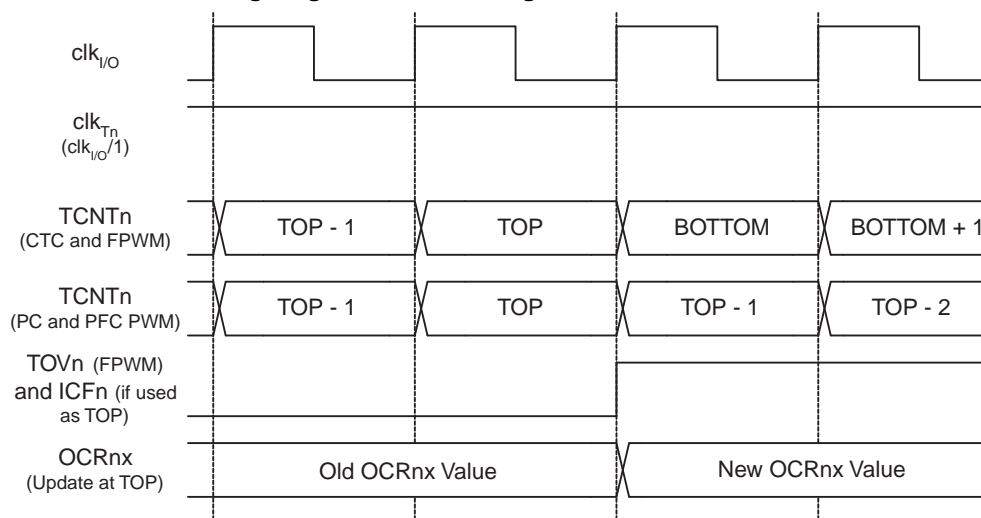 clkI/O
clkTn
(clkI/O/1)
TCNTn
(CTC and FPWM)
TOP - 1 TOP BOTTOM BOTTOM + 1
TCNTn
(PC and PFC PWM)
TOP - 1 TOP TOP - 1 TOP - 2
TOVn (FPWM)
and ICFn (if used
as TOP)
OCRnx
(Update at TOP)
Old OCRnx Value New OCRnx Value